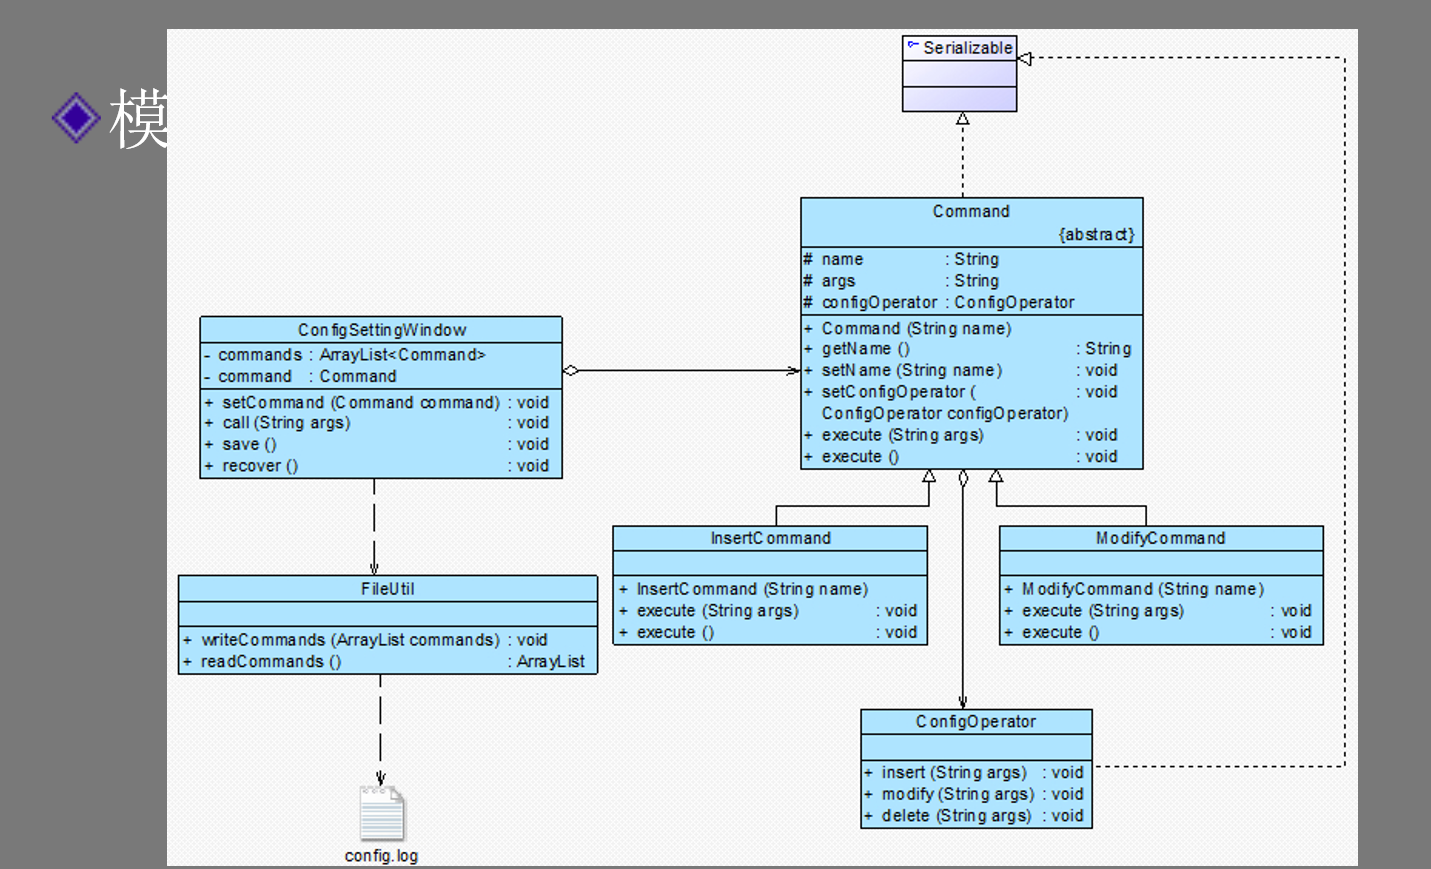 模
Serializable
Command
{abstract}
# name : String
# args : String
# configOperator : ConfigOperator
+ Command (String name)
+ getName () : String
+ setName (String name) : void
+ setConfigOperator ( : void
ConfigOperator configOperator)
+ execute (String args) : void
+ execute () : void
ConfigSettingWindow
- commands : ArrayList<Command>
- command : Command
+ setCommand (Command command) : void
+ call (String args) : void
+ save () : void
+ recover () : void
InsertCommand
+ InsertCommand (String name)
+ execute (String args) : void
+ execute () : void
ModifyCommand
+ ModifyCommand (String name)
+ execute (String args) : void
+ execute () : void
FileUtil
+ writeCommands (ArrayList commands) : void
+ readCommands () : ArrayList
ConfigOperator
+ insert (String args) : void
+ modify (String args) : void
+ delete (String args) : void
config.log